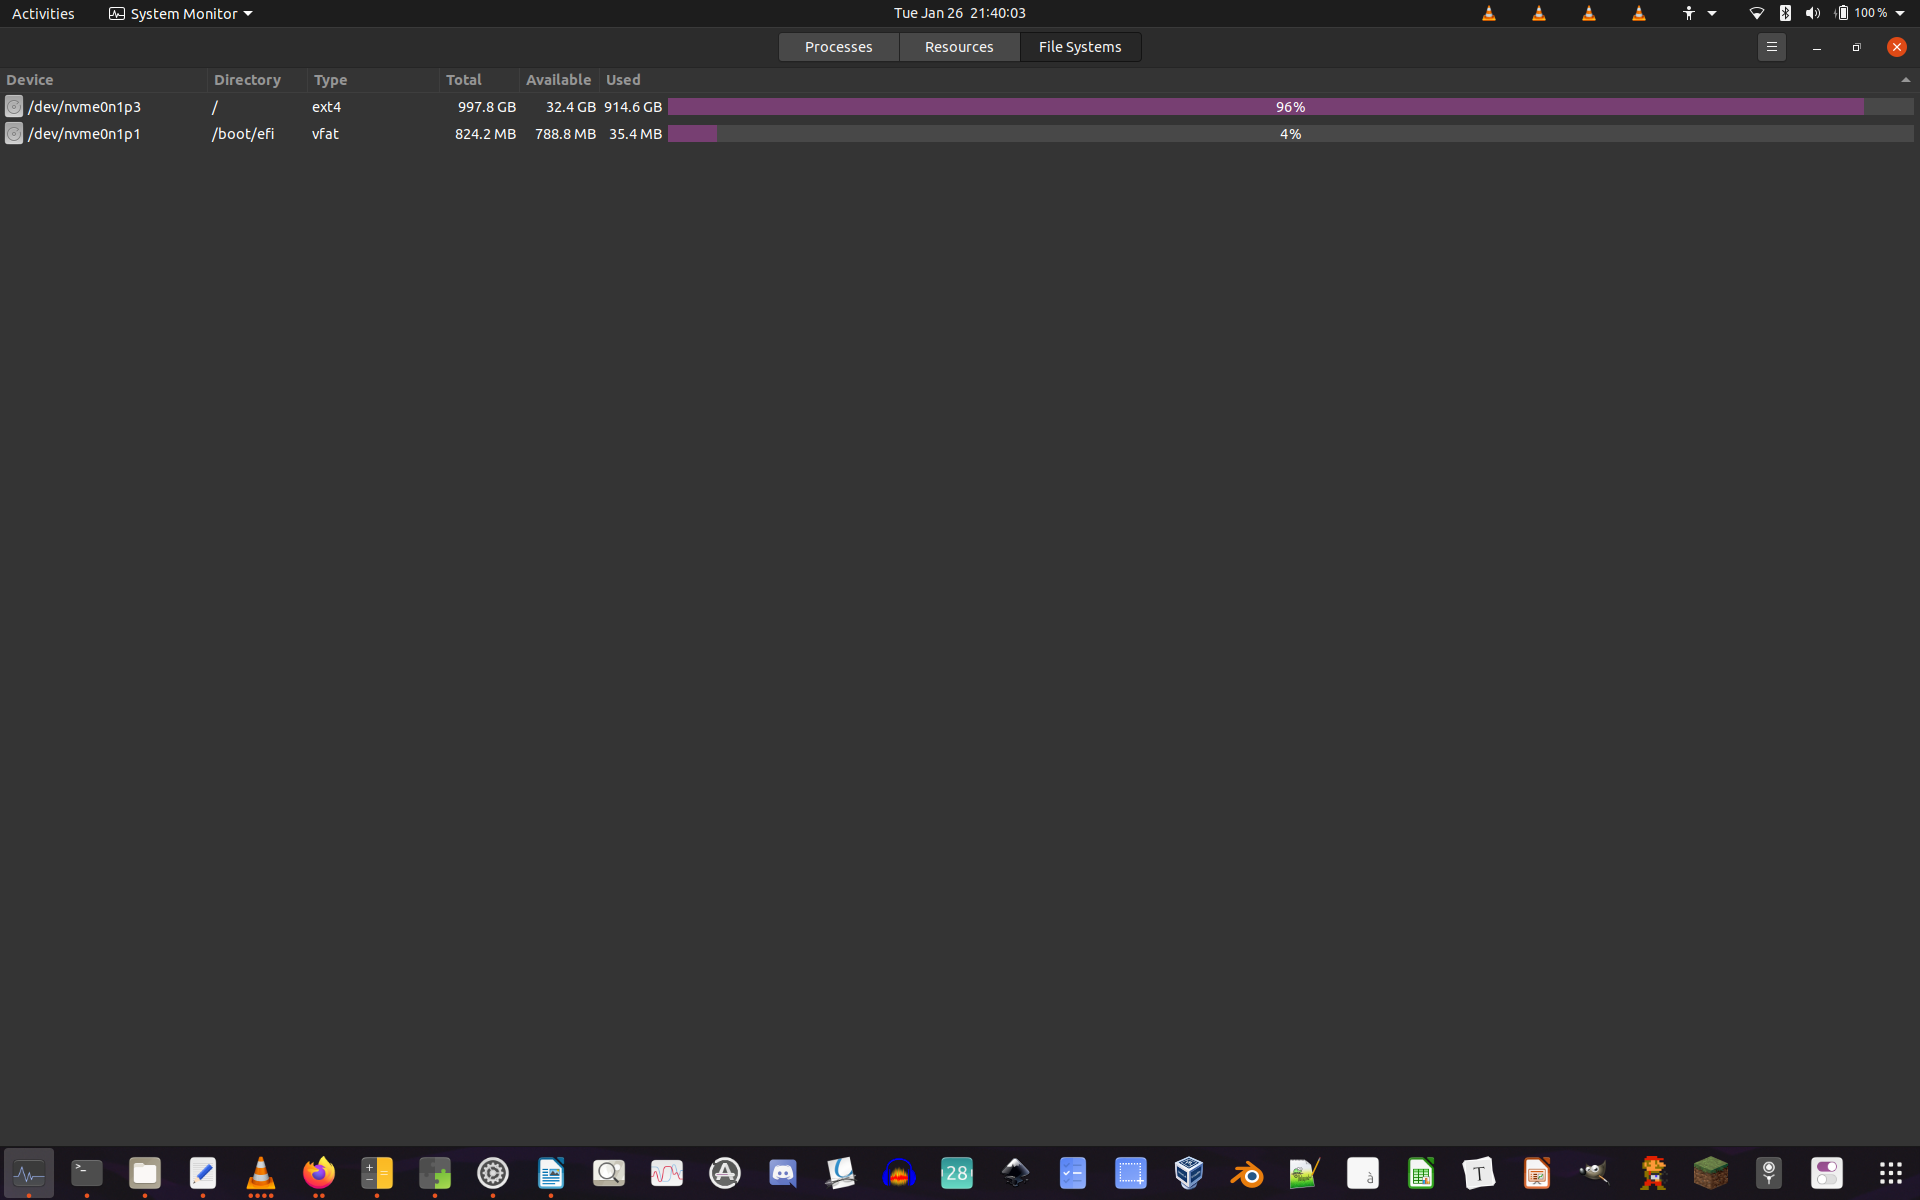 Activities System Monitor Tue Jan 26 21:40:03 100 %
Processes Resources File Systems
Device Directory Type Total Available Used
/dev/nvme0n1p3 / ext4 997.8 GB 32.4 GB 914.6 GB 96%
/dev/nvme0n1p1 /boot/efi vfat 824.2 MB 788.8 MB 35.4 MB 4%
>_ 28 à T